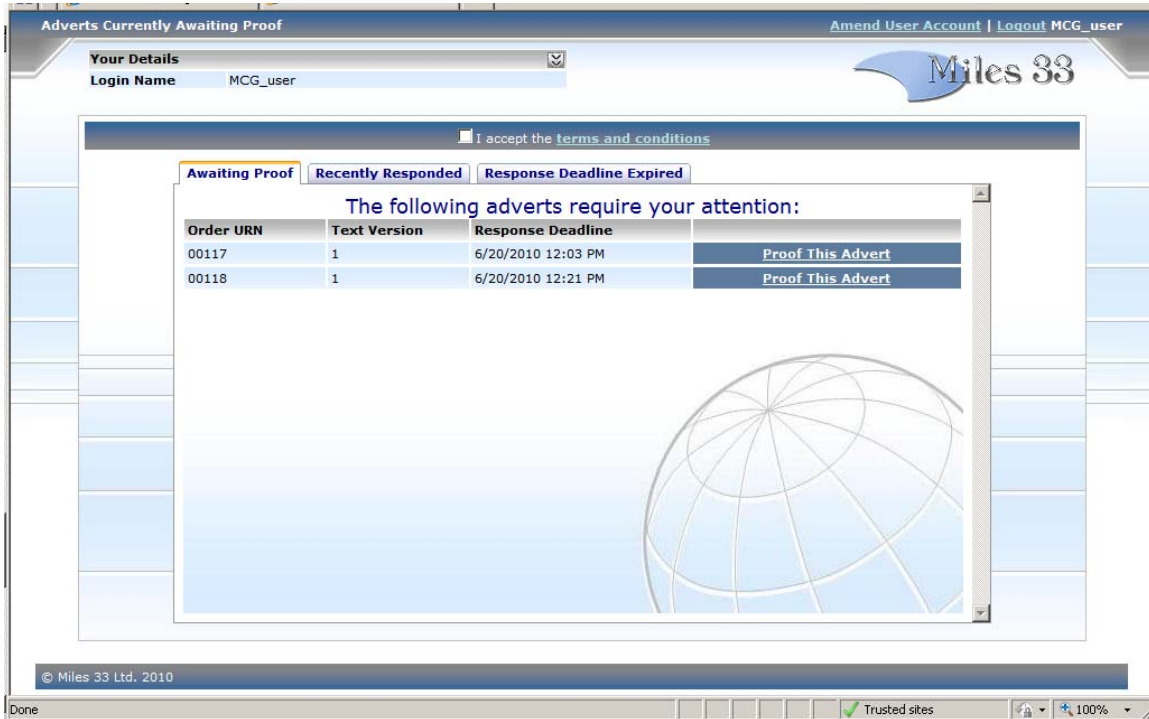 Adverts Currently Awaiting Proof Amend User Account | Logout MCG_user
Your Details
Login Name MCG_user
Miles 33
I accept the terms and conditions
Awaiting Proof Recently Responded Response Deadline Expired
The following adverts require your attention:
Order URN Text Version Response Deadline
00117 1 6/20/2010 12:03 PM Proof This Advert
00118 1 6/20/2010 12:21 PM Proof This Advert
© Miles 33 Ltd. 2010
Done Trusted sites 100%